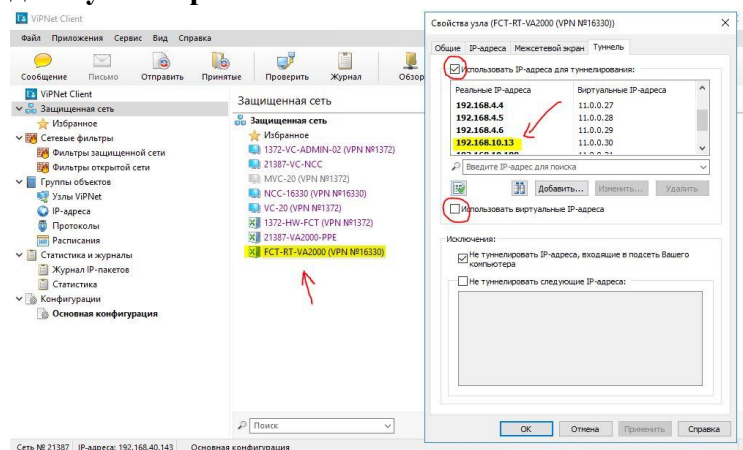 ViPNet Client
Файл Приложения Сервис Вид Справка
Сообщение Письмо Отправить Принятые Проверить Журнал Обзор
ViPNet Client
Защищенная сеть
Избранное
Сетевые фильтры
Фильтры защищенной сети
Фильтры открытой сети
Группы объектов
Узлы ViPNet
IP-адреса
Протоколы
Расписания
Статистика и журналы
Журнал IP-пакетов
Статистика
Конфигурации
Основная конфигурация
Защищенная сеть
Защищенная сеть
Избранное
1372-VC-ADMIN-02 (VPN №1372)
21387-VC-NCC
MVC-20 (VPN №1372)
NCC-16330 (VPN №16330)
VC-20 (VPN №1372)
1372-HW-FCT (VPN №1372)
21387-VA2000-PPE
FCT-RT-VA2000 (VPN №16330)
Поиск
Сеть № 21387 IP-адреса: 192.168.40.143 Основная конфигурация
Свойства узла (FCT-RT-VA2000 (VPN №16330))
Общие IP-адреса Межсетевой экран Туннель
Использовать IP-адреса для туннелирования:
Реальные IP-адреса Виртуальные IP-адреса
192.168.4.4 11.0.0.27
192.168.4.5 11.0.0.28
192.168.4.6 11.0.0.29
192.168.10.13 11.0.0.30
Введите IP-адрес для поиска
Добавить... Изменить... Удалить
Использовать виртуальные IP-адреса
Исключения:
Не туннелировать IP-адреса, входящие в подсеть Вашего
компьютера
Не туннелировать следующие IP-адреса:
OK Отмена Применить Справка